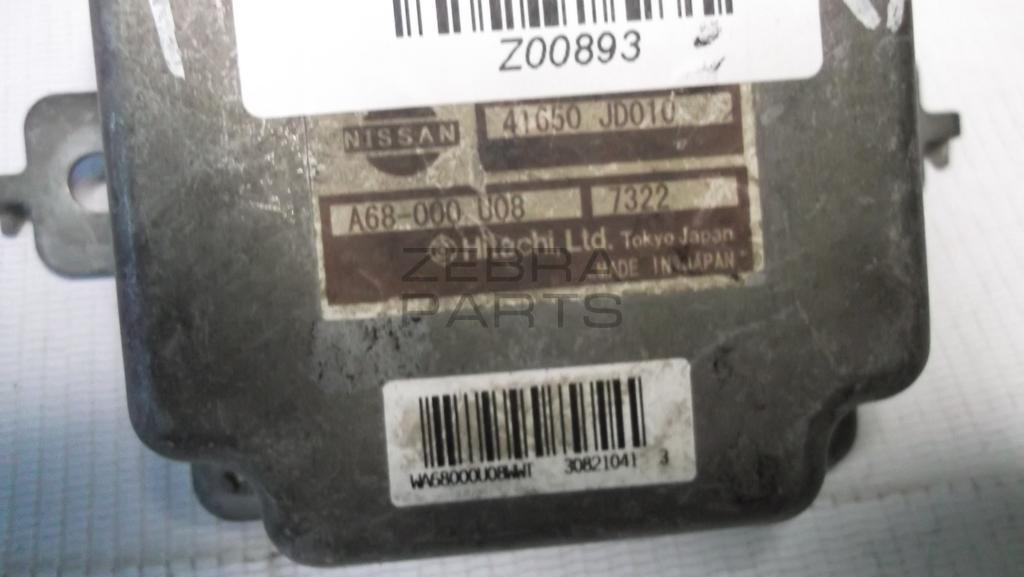 Z00893
NISSAN 41650 JD010
A68-000 U08 7322
Hitachi, Ltd. Tokyo Japan
MADE IN JAPAN
ZEBRA
PARTS
WA68000U08WWT 30821041 3